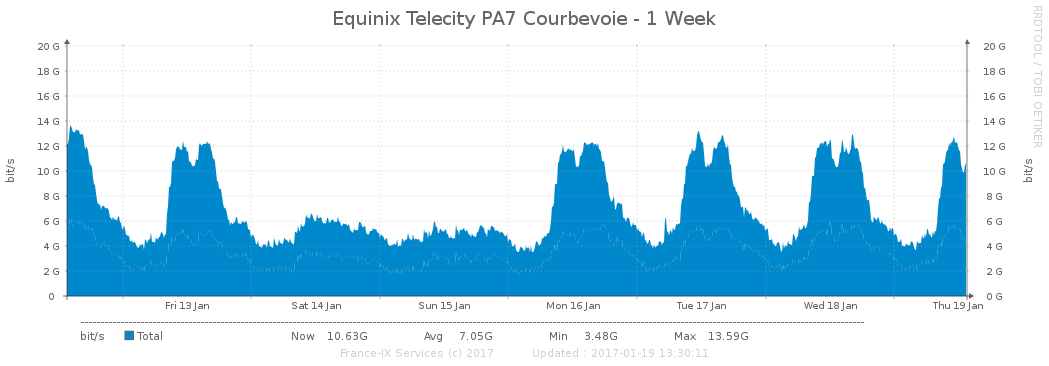 Equinix Telecity PA7 Courbevoie - 1 Week
RRDTOOL / TOBI OETIKER
bit/s
20 G
18 G
16 G
14 G
12 G
10 G
8 G
6 G
4 G
2 G
0
20 G
18 G
16 G
14 G
12 G
10 G
8 G
6 G
4 G
2 G
0 G
bit/s
Fri 13 Jan Sat 14 Jan Sun 15 Jan Mon 16 Jan Tue 17 Jan Wed 18 Jan Thu 19 Jan
bit/s Total Now 10.63G Avg 7.05G Min 3.48G Max 13.59G
France-IX Services (c) 2017 Updated : 2017-01-19 13:30:11